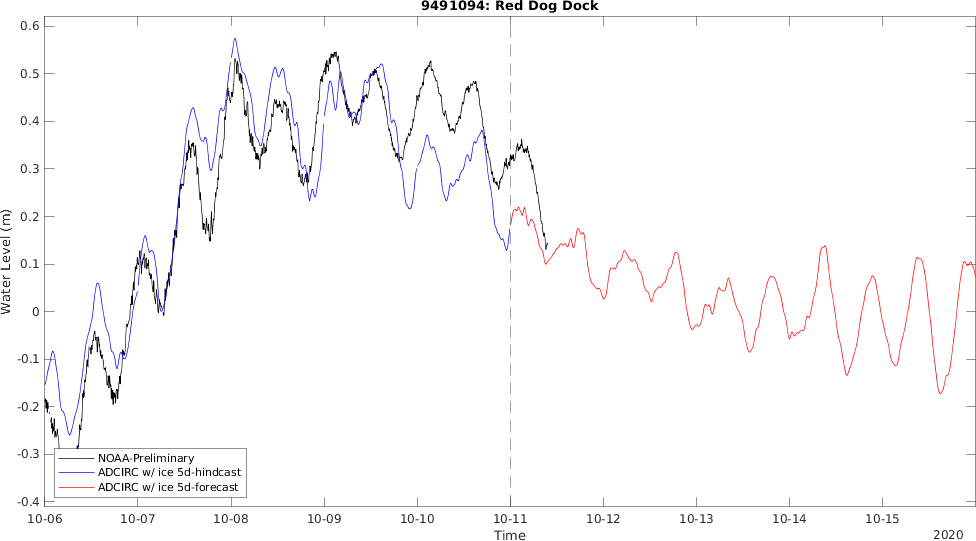 9491094: Red Dog Dock
0.6
0.5
0.4
0.3
0.2
0.1
0
-0.1
-0.2
-0.3
-0.4
Water Level (m)
NOAA-Preliminary
ADCIRC w/ ice 5d-hindcast
ADCIRC w/ ice 5d-forecast
10-06 10-07 10-08 10-09 10-10 10-11 10-12 10-13 10-14 10-15
Time
2020